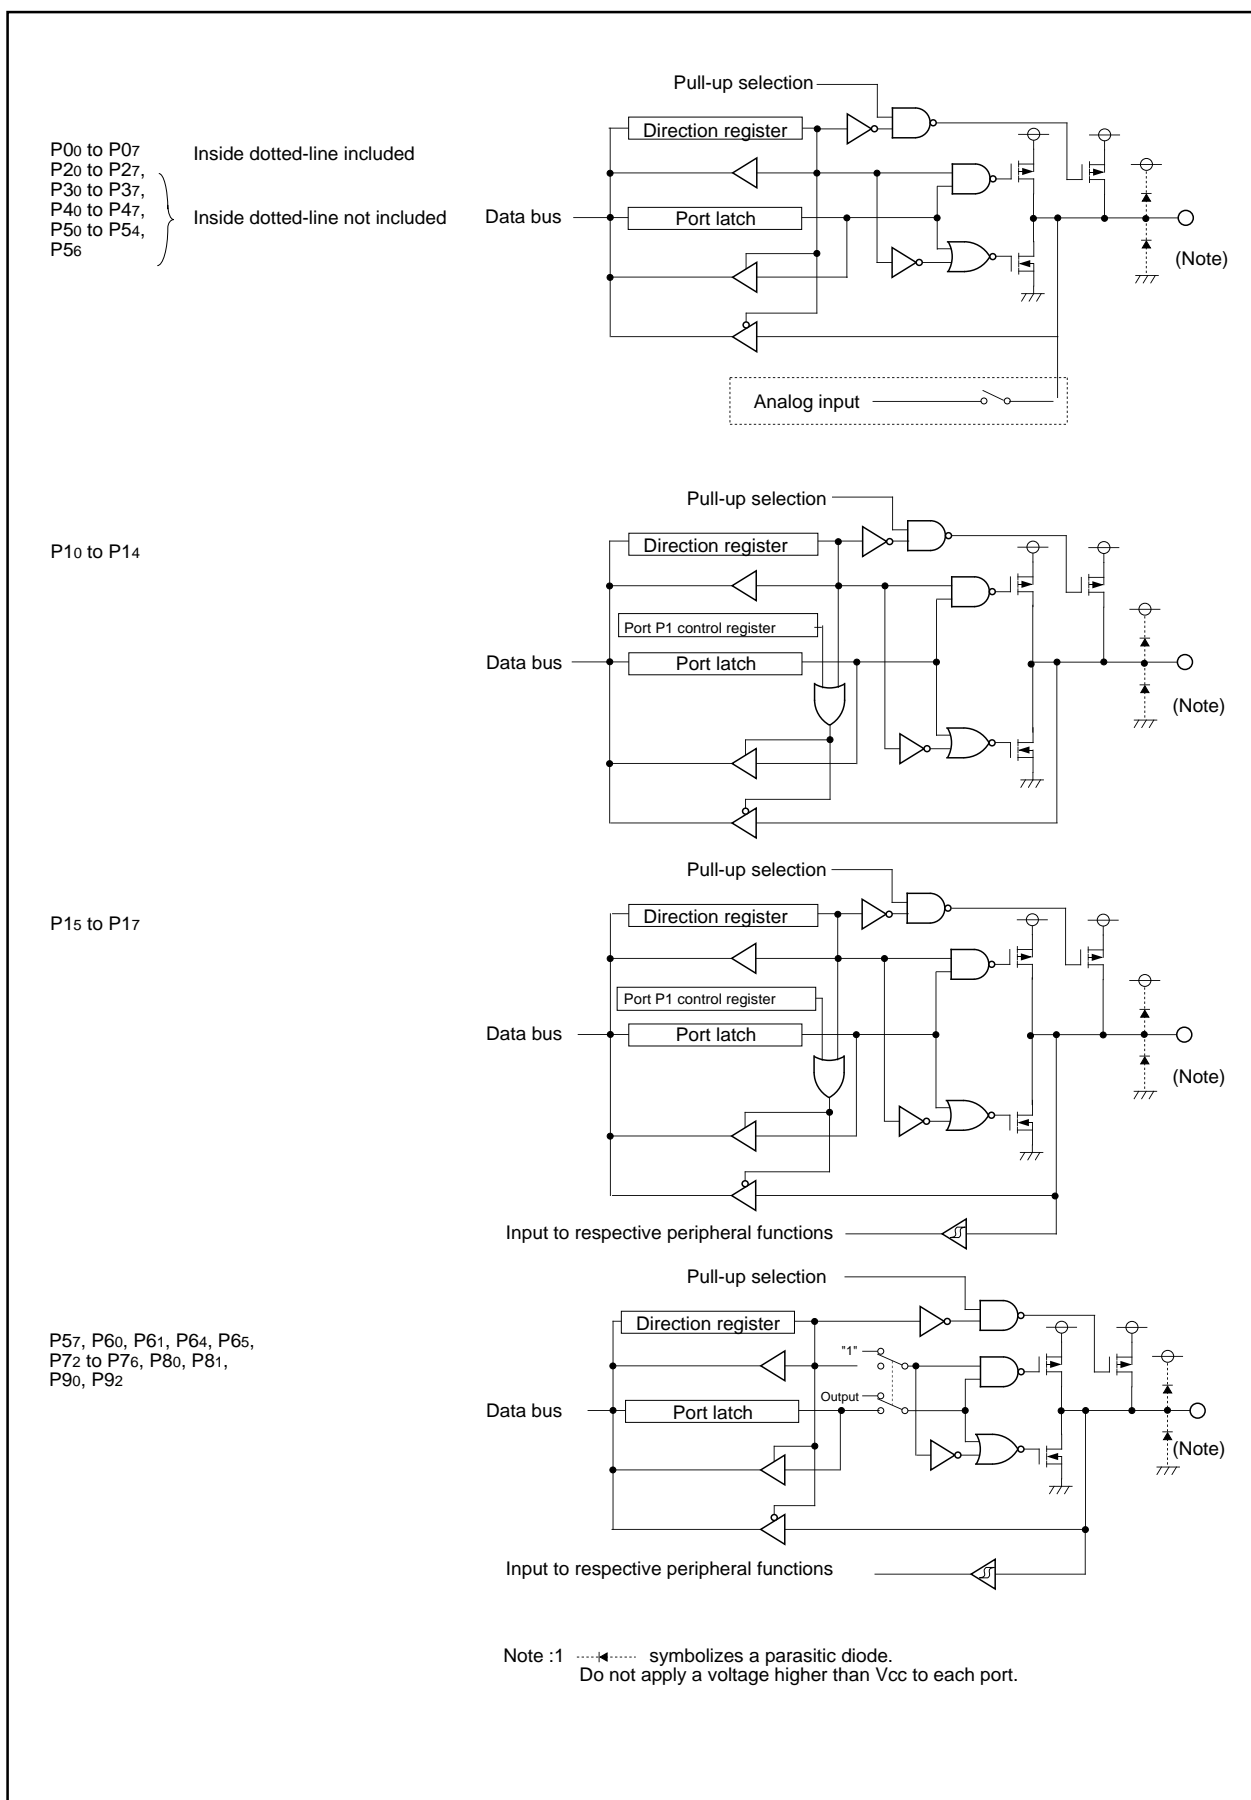 Pull-up selection
Direction register
P00 to P07 Inside dotted-line included
P20 to P27,
P30 to P37,
P40 to P47, Inside dotted-line not included
P50 to P54,
P56
Data bus
Port latch
(Note)
Analog input
Pull-up selection
P10 to P14
Direction register
Port P1 control register
Data bus
Port latch
(Note)
Pull-up selection
P15 to P17
Direction register
Port P1 control register
Data bus
Port latch
(Note)
Input to respective peripheral functions
Pull-up selection
P57, P60, P61, P64, P65,
P72 to P76, P80, P81,
P90, P92
Direction register
"1"
Output
Data bus
Port latch
(Note)
Input to respective peripheral functions
Note :1 symbolizes a parasitic diode.
Do not apply a voltage higher than Vcc to each port.